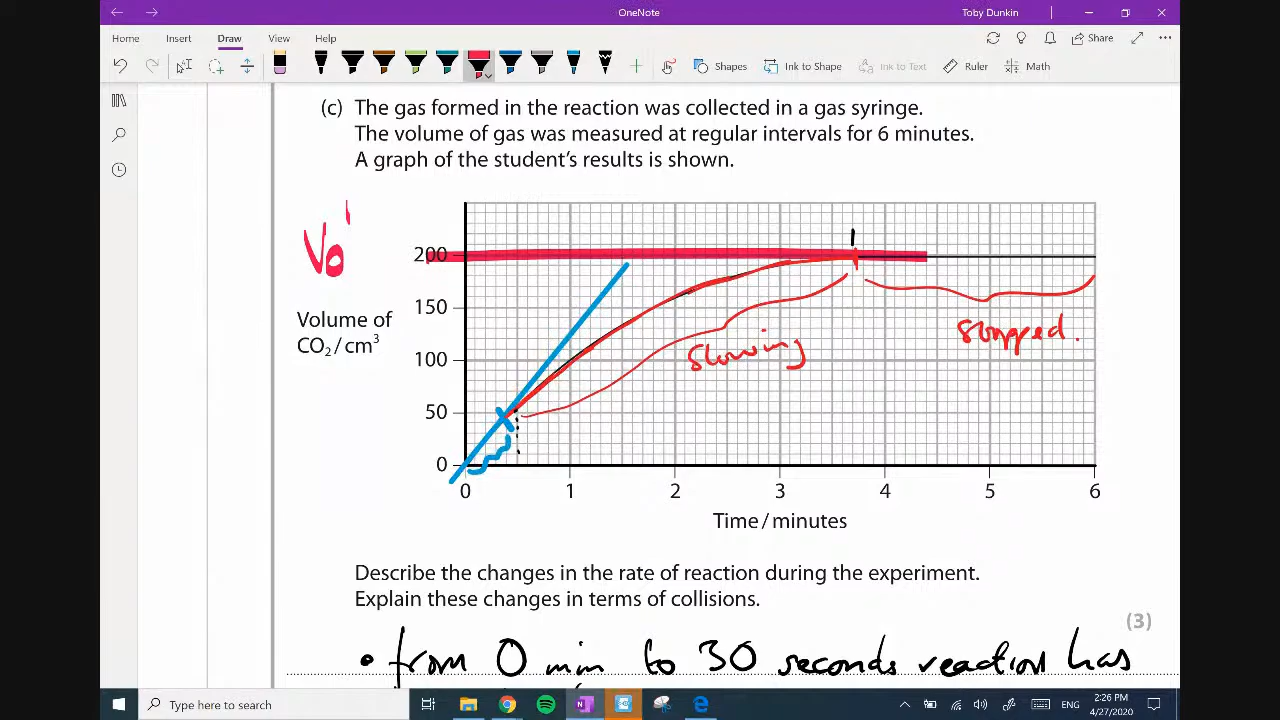 OneNote
Toby Dunkin
Home Insert Draw View Help
Share
Shapes Ink to Shape Ink to Text Ruler Math
(c) The gas formed in the reaction was collected in a gas syringe.
The volume of gas was measured at regular intervals for 6 minutes.
A graph of the student's results is shown.
Vo
200
150
100
50
0
Volume of
CO₂ / cm³
slowing
stopped.
0 1 2 3 4 5 6
Time / minutes
Describe the changes in the rate of reaction during the experiment.
Explain these changes in terms of collisions.
(3)
• from 0 min to 30 seconds reaction has
Type here to search
ENG
2:26 PM
4/27/2020